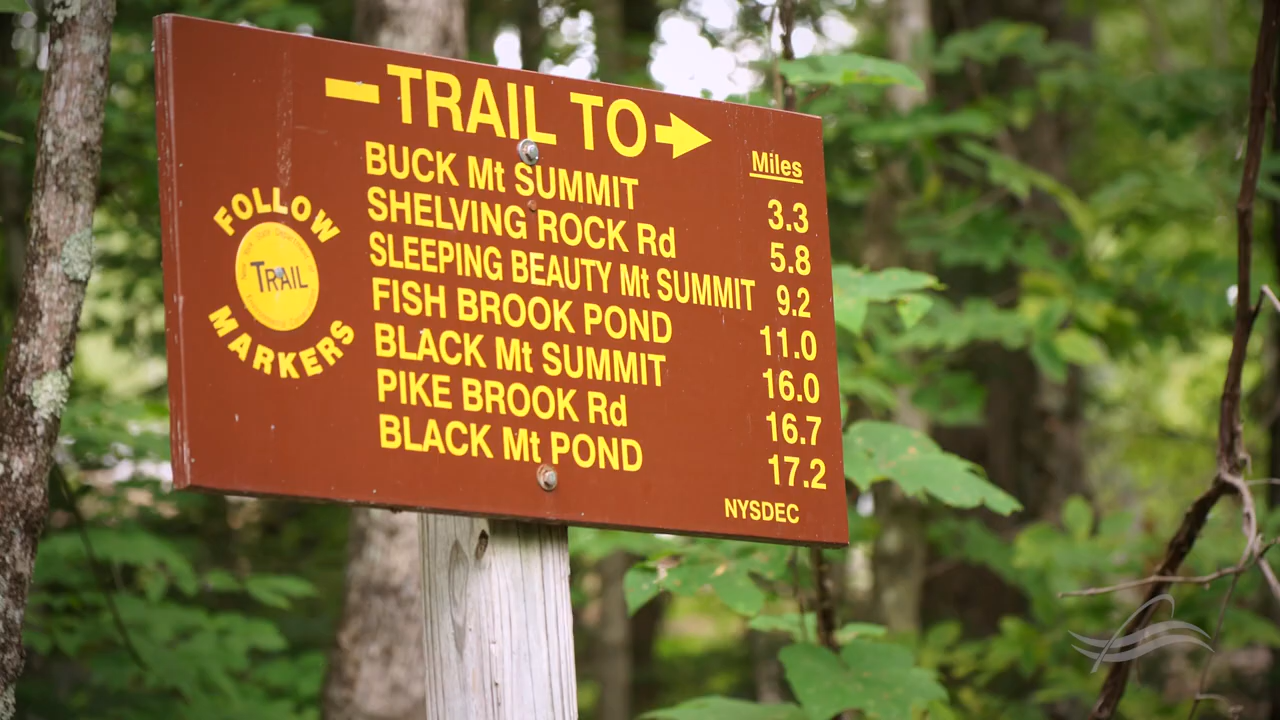 TRAIL TO
Miles
BUCK Mt SUMMIT 3.3
SHELVING ROCK Rd 5.8
SLEEPING BEAUTY Mt SUMMIT 9.2
FISH BROOK POND 11.0
BLACK Mt SUMMIT 16.0
PIKE BROOK Rd 16.7
BLACK Mt POND 17.2
FOLLOW
TRAIL
MARKERS
NYSDEC